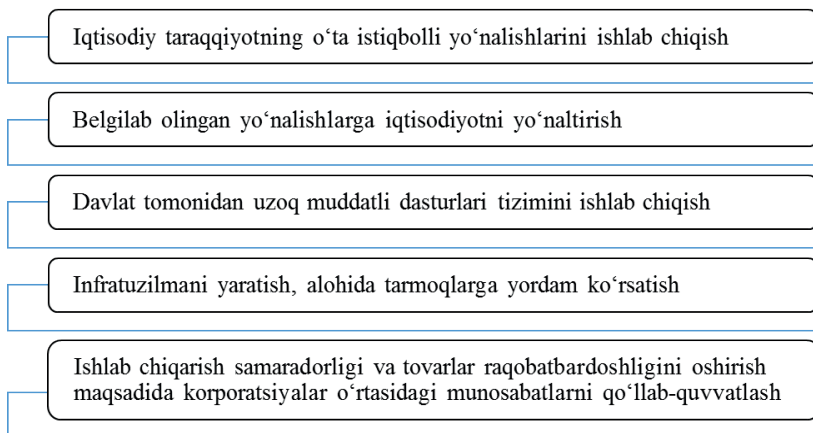 Iqtisodiy taraqqiyotning o‘ta istiqbolli yo‘nalishlarini ishlab chiqish
Belgilab olingan yo‘nalishlarga iqtisodiyotni yo‘naltirish
Davlat tomonidan uzoq muddatli dasturlari tizimini ishlab chiqish
Infratuzilmani yaratish, alohida tarmoqlarga yordam ko‘rsatish
Ishlab chiqarish samaradorligi va tovarlar raqobatbardoshligini oshirish
maqsadida korporatsiyalar o‘rtasidagi munosabatlarni qo‘llab-quvvatlash